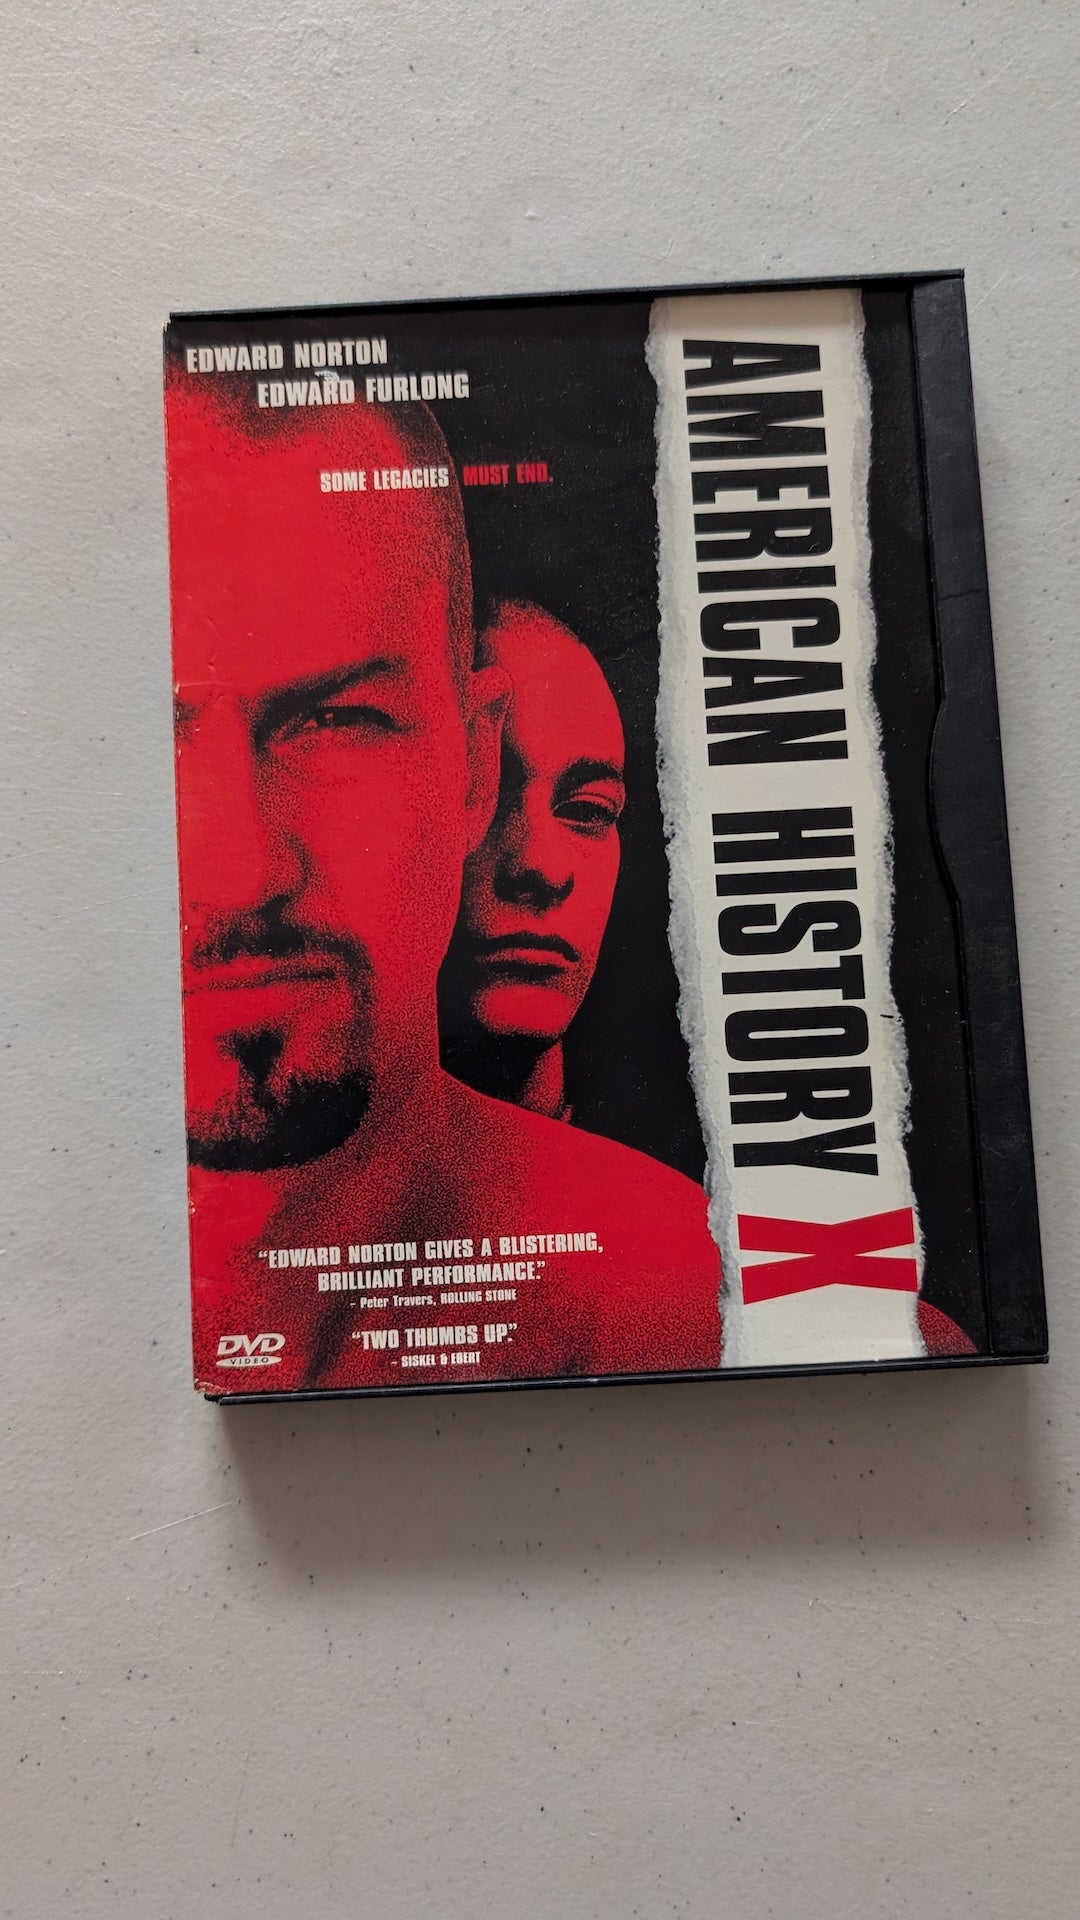 EDWARD NORTON
EDWARD FURLONG
SOME LEGACIES MUST END.
AMERICAN HISTORY X
“EDWARD NORTON GIVES A BLISTERING,
BRILLIANT PERFORMANCE.”
- Peter Travers, ROLLING STONE
“TWO THUMBS UP.”
- SISKEL & EBERT
DVD
VIDEO